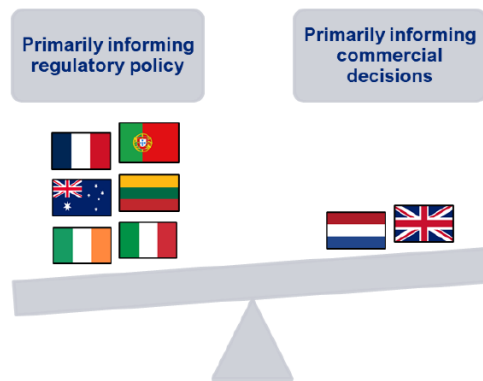 Primarily informing
regulatory policy
Primarily informing
commercial
decisions